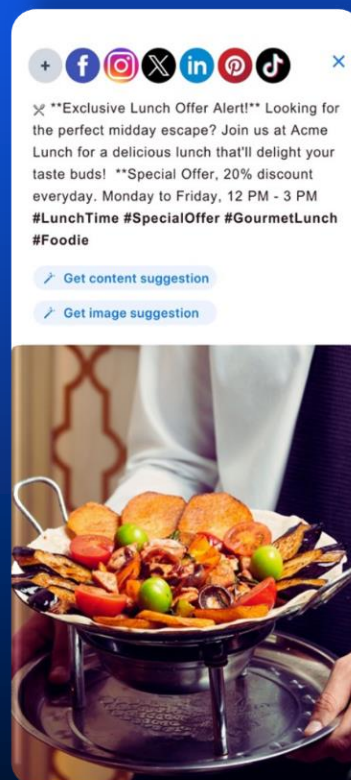 **Exclusive Lunch Offer Alert!** Looking for
the perfect midday escape? Join us at Acme
Lunch for a delicious lunch that'll delight your
taste buds!  **Special Offer, 20% discount
everyday. Monday to Friday, 12 PM - 3 PM
#LunchTime #SpecialOffer #GourmetLunch
#Foodie
Get content suggestion
Get image suggestion